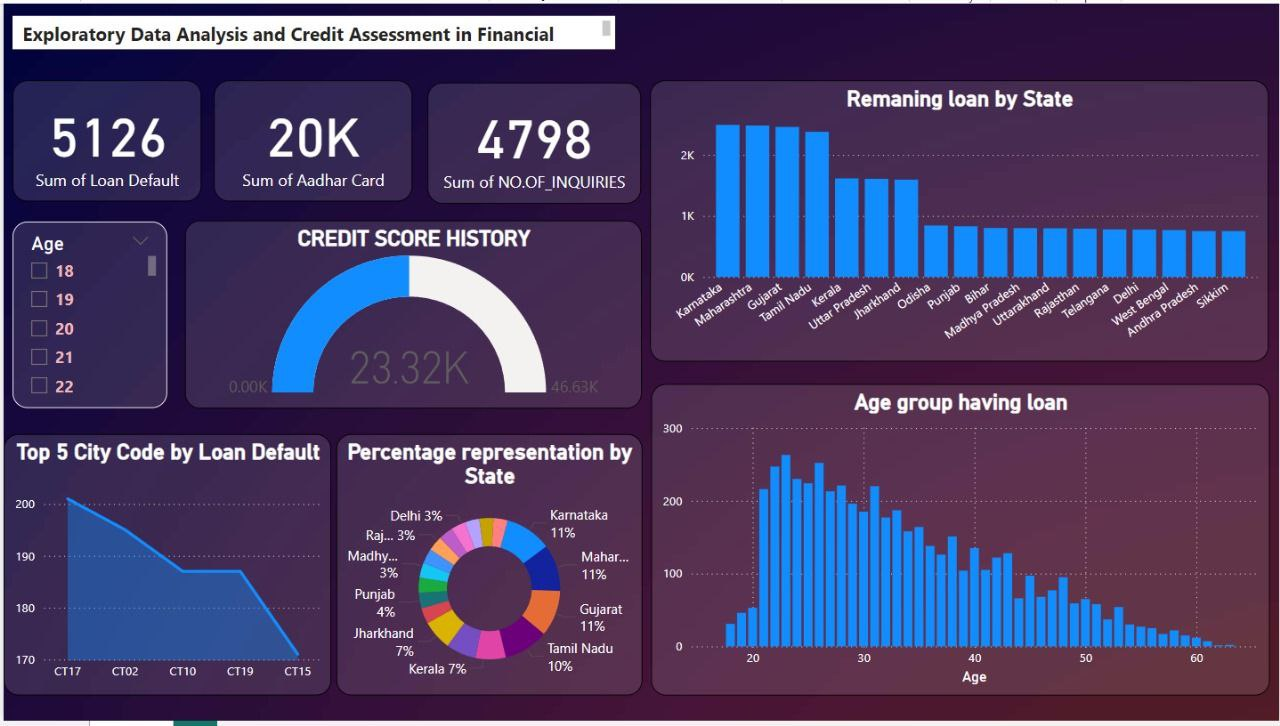 Exploratory Data Analysis and Credit Assessment in Financial
5126
Sum of Loan Default
20K
Sum of Aadhar Card
4798
Sum of NO.OF_INQUIRIES
Age
18
19
20
21
22
CREDIT SCORE HISTORY
23.32K
0.00K
46.63K
Remaning loan by State
2K
1K
0K
Karnataka
Maharashtra
Gujarat
Tamil Nadu
Kerala
Uttar Pradesh
Jharkhand
Odisha
Punjab
Bihar
Madhya Pradesh
Uttarakhand
Rajasthan
Telangana
Delhi
West Bengal
Andhra Pradesh
Sikkim
Top 5 City Code by Loan Default
200
190
180
170
CT17 CT02 CT10 CT19 CT15
Percentage representation by
State
Karnataka
11%
Mahar...
11%
Gujarat
11%
Tamil Nadu
10%
Kerala 7%
Jharkhand
7%
Punjab
4%
Madhy...
3%
Raj... 3%
Delhi 3%
Age group having loan
300
200
100
0
20 30 40 50 60
Age